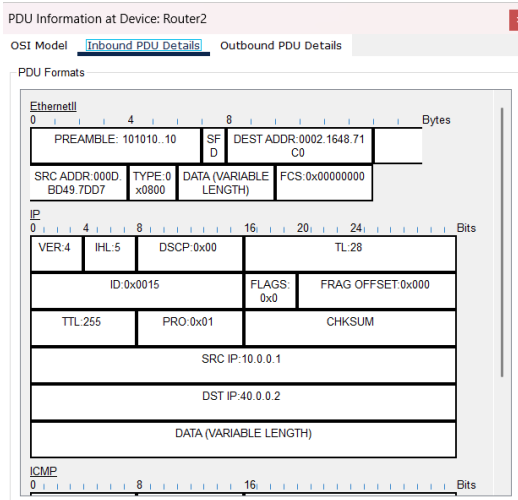 PDU Information at Device: Router2
OSI Model Inbound PDU Details Outbound PDU Details
PDU Formats
EthernetII
0 4 8 Bytes
PREAMBLE: 101010..10 SF D DEST ADDR:0002.1648.71 C0
SRC ADDR:000D. BD49.7DD7 TYPE:0 x0800 DATA (VARIABLE LENGTH) FCS:0x00000000
IP
0 4 8 16 20 24 Bits
VER:4 IHL:5 DSCP:0x00 TL:28
ID:0x0015 FLAGS: 0x0 FRAG OFFSET:0x000
TTL:255 PRO:0x01 CHKSUM
SRC IP:10.0.0.1
DST IP:40.0.0.2
DATA (VARIABLE LENGTH)
ICMP
0 8 16 Bits